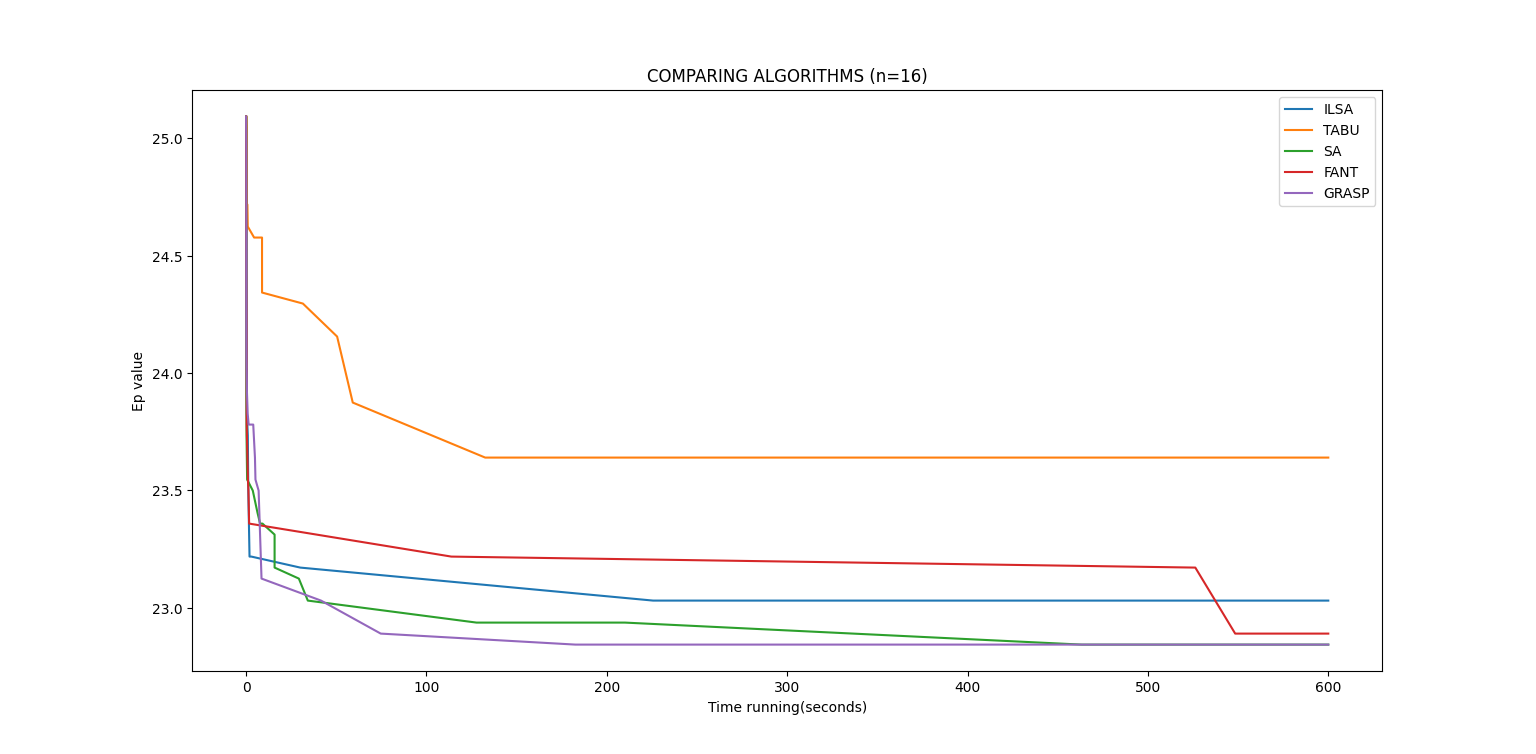 COMPARING ALGORITHMS (n=16)
ILSA
TABU
SA
FANT
GRASP
25.0
24.5
24.0
23.5
23.0
Ep value
0 100 200 300 400 500 600
Time running(seconds)